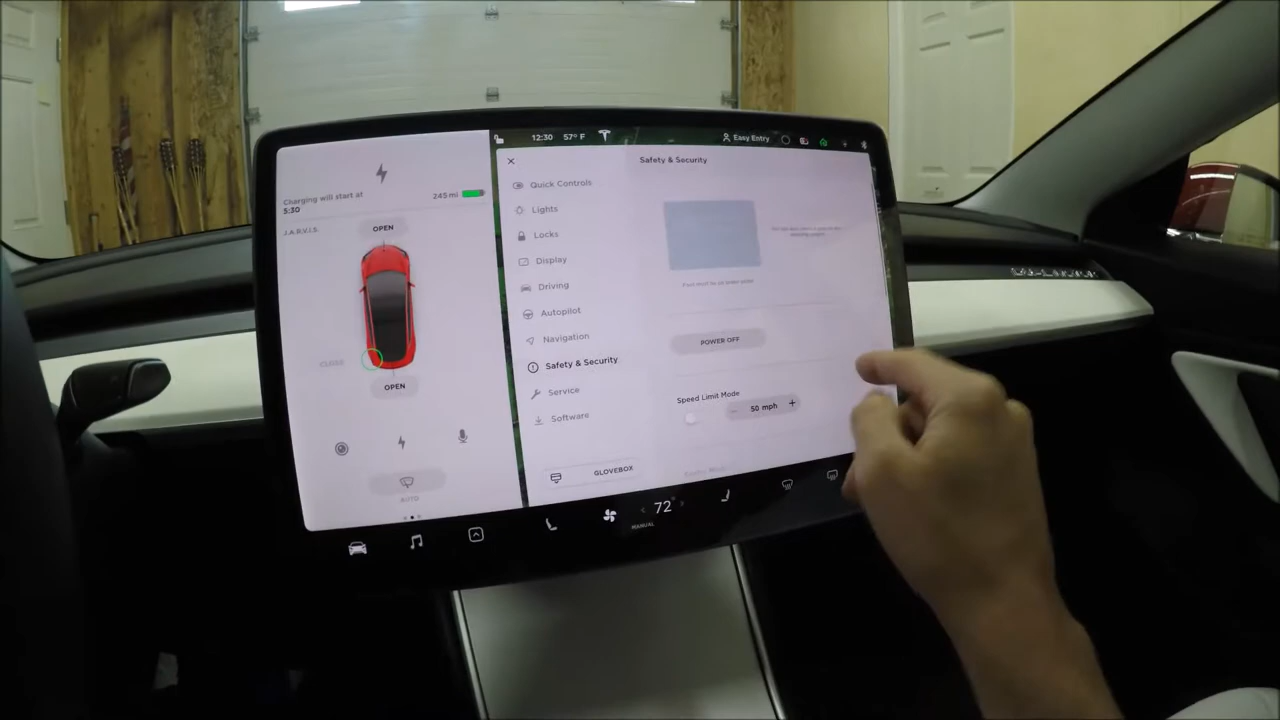 12:30 57° F
Easy Entry
Charging will start at
5:30
245 mi
J.A.R.V.I.S.
OPEN
CLOSE
OPEN
AUTO
Safety & Security
Quick Controls
Lights
Locks
Display
Driving
Autopilot
Navigation
Safety & Security
Service
Software
GLOVEBOX
POWER OFF
Speed Limit Mode
50 mph
72°
MANUAL